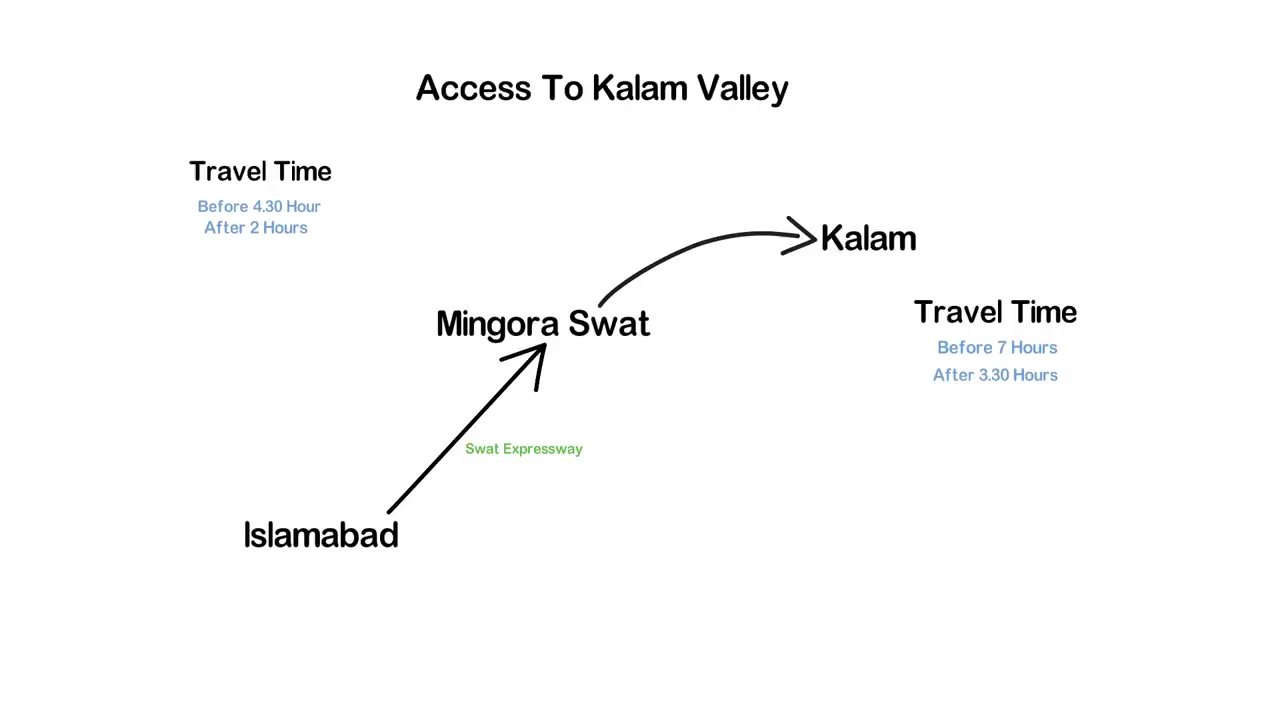 Access To Kalam Valley
Travel Time
Before 4.30 Hour
After 2 Hours
Kalam
Mingora Swat
Travel Time
Before 7 Hours
After 3.30 Hours
Swat Expressway
Islamabad